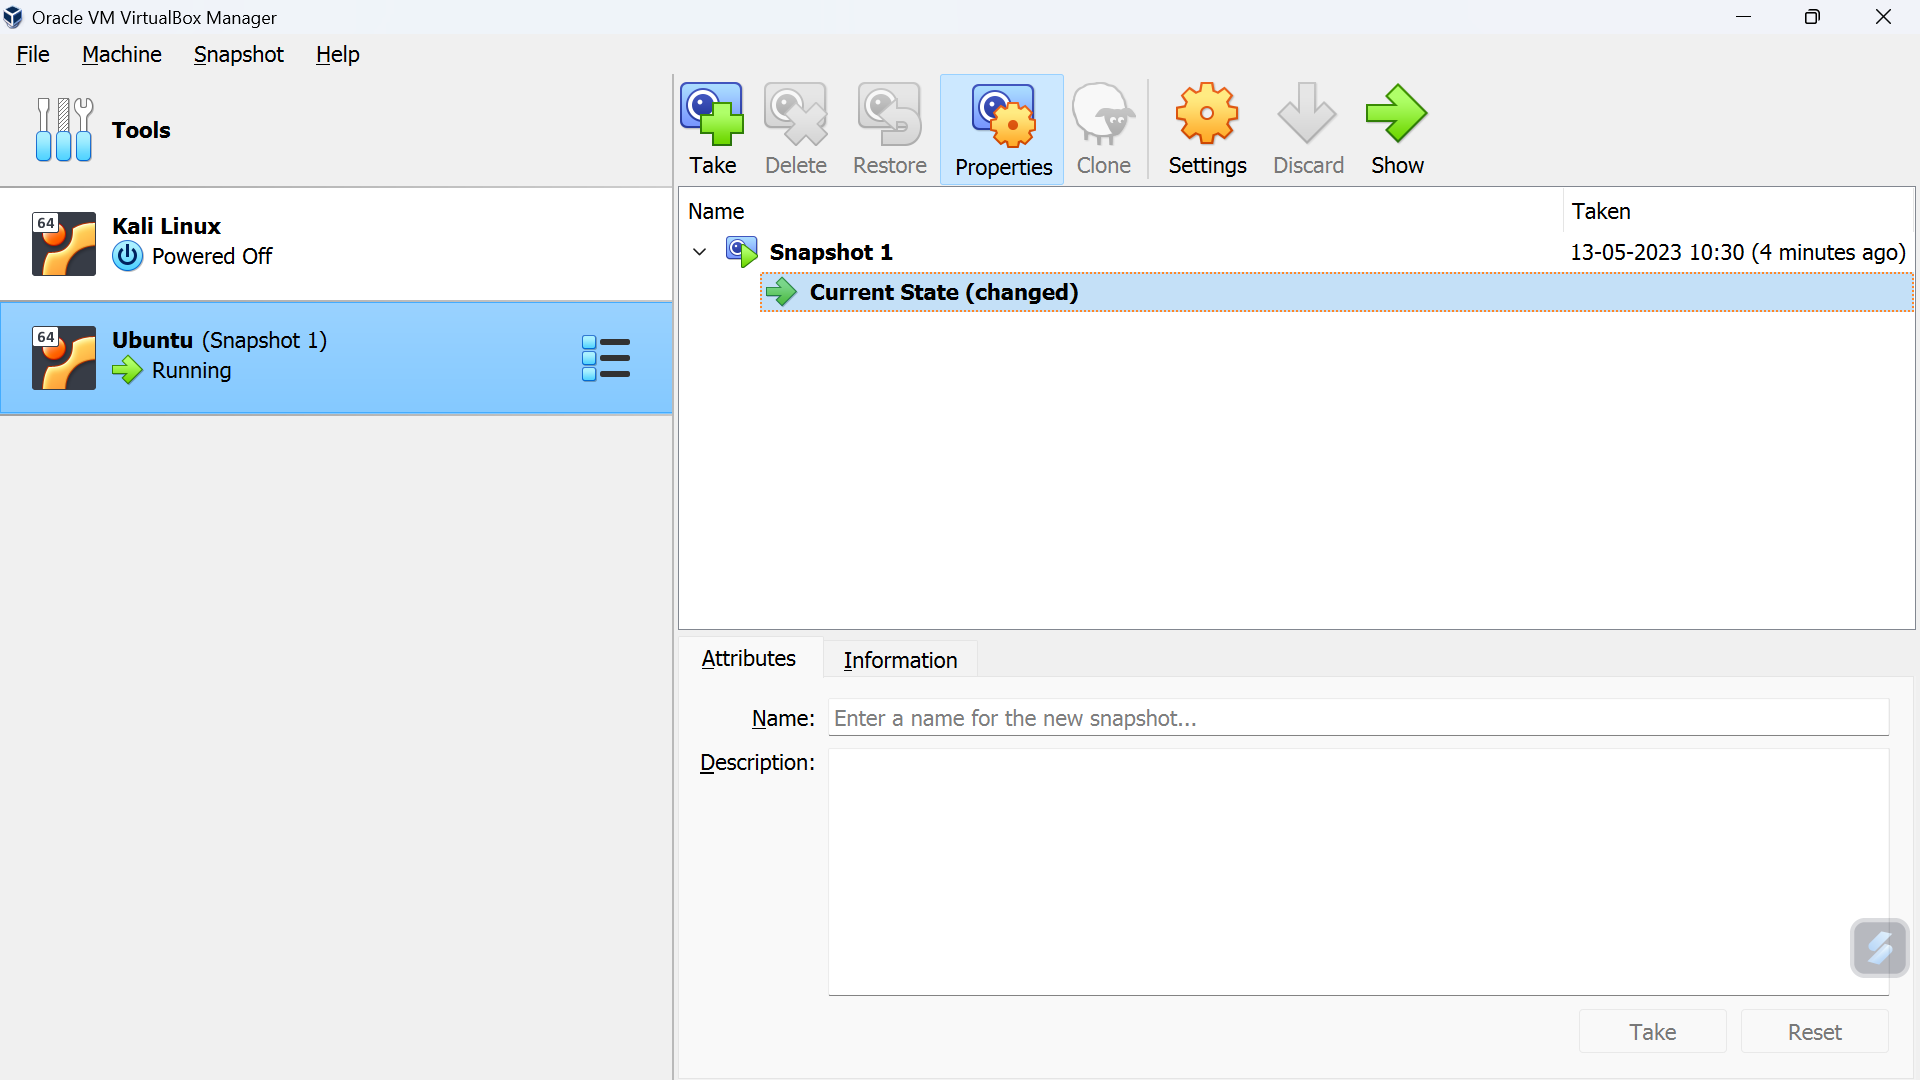 Oracle VM VirtualBox Manager
File Machine Snapshot Help
Tools
Take Delete Restore Properties Clone Settings Discard Show
64
Kali Linux
Powered Off
64
Ubuntu (Snapshot 1)
Running
Name Taken
Snapshot 1 13-05-2023 10:30 (4 minutes ago)
Current State (changed)
Attributes Information
Name: Enter a name for the new snapshot...
Description:
Take Reset